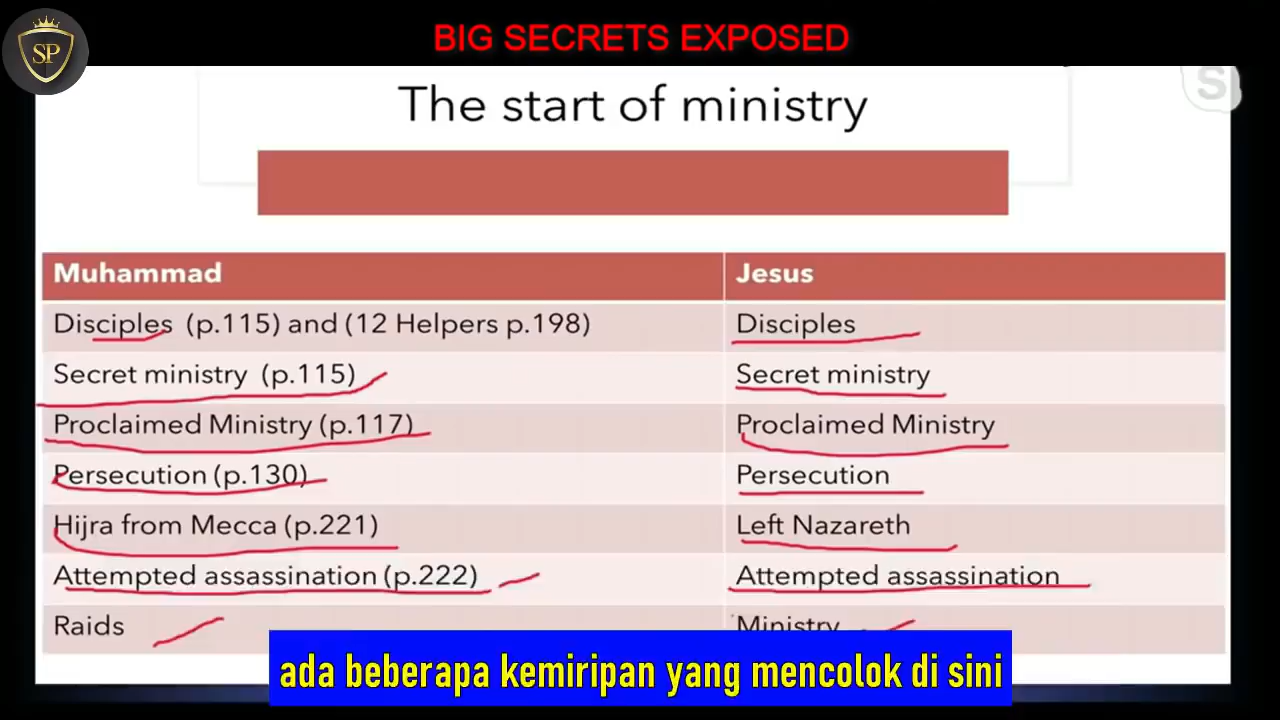 BIG SECRETS EXPOSED
SP
S
The start of ministry
Muhammad Jesus
Disciples (p.115) and (12 Helpers p.198) Disciples
Secret ministry (p.115) Secret ministry
Proclaimed Ministry (p.117) Proclaimed Ministry
Persecution (p.130) Persecution
Hijra from Mecca (p.221) Left Nazareth
Attempted assassination (p.222) Attempted assassination
Raids Ministry
ada beberapa kemiripan yang mencolok di sini